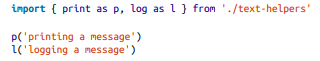 import { print as p, log as l } from './text-helpers'
p('printing a message')
l('logging a message')